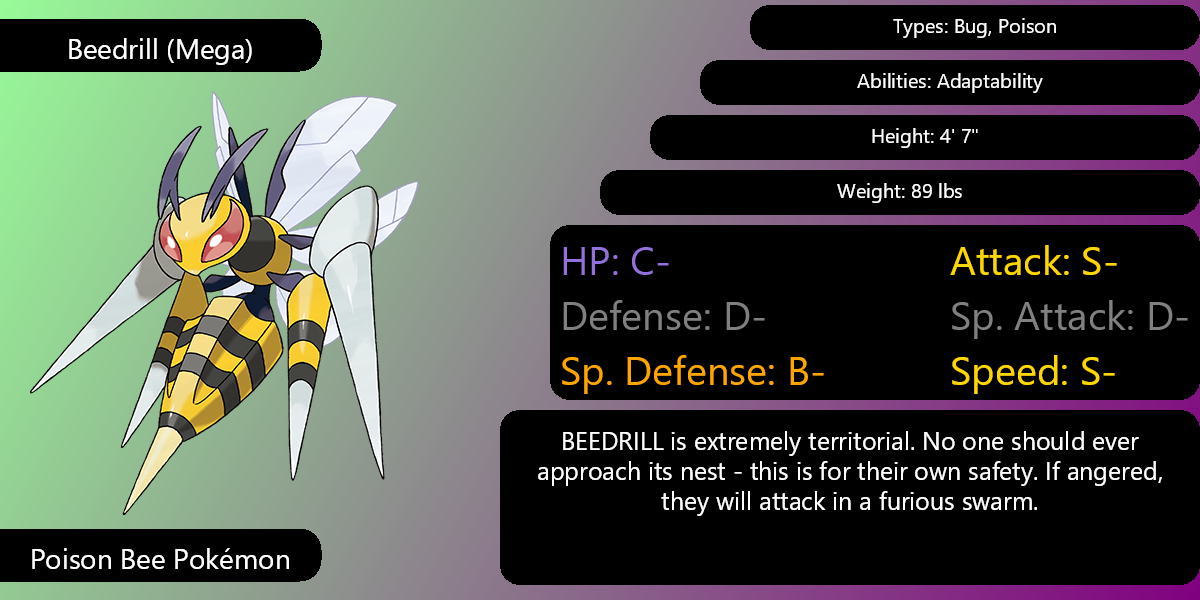 Beedrill (Mega)
Types: Bug, Poison
Abilities: Adaptability
Height: 4' 7"
Weight: 89 lbs
HP: C-
Attack: S-
Defense: D-
Sp. Attack: D-
Sp. Defense: B-
Speed: S-
BEEDRILL is extremely territorial. No one should ever
approach its nest - this is for their own safety. If angered,
they will attack in a furious swarm.
Poison Bee Pokémon